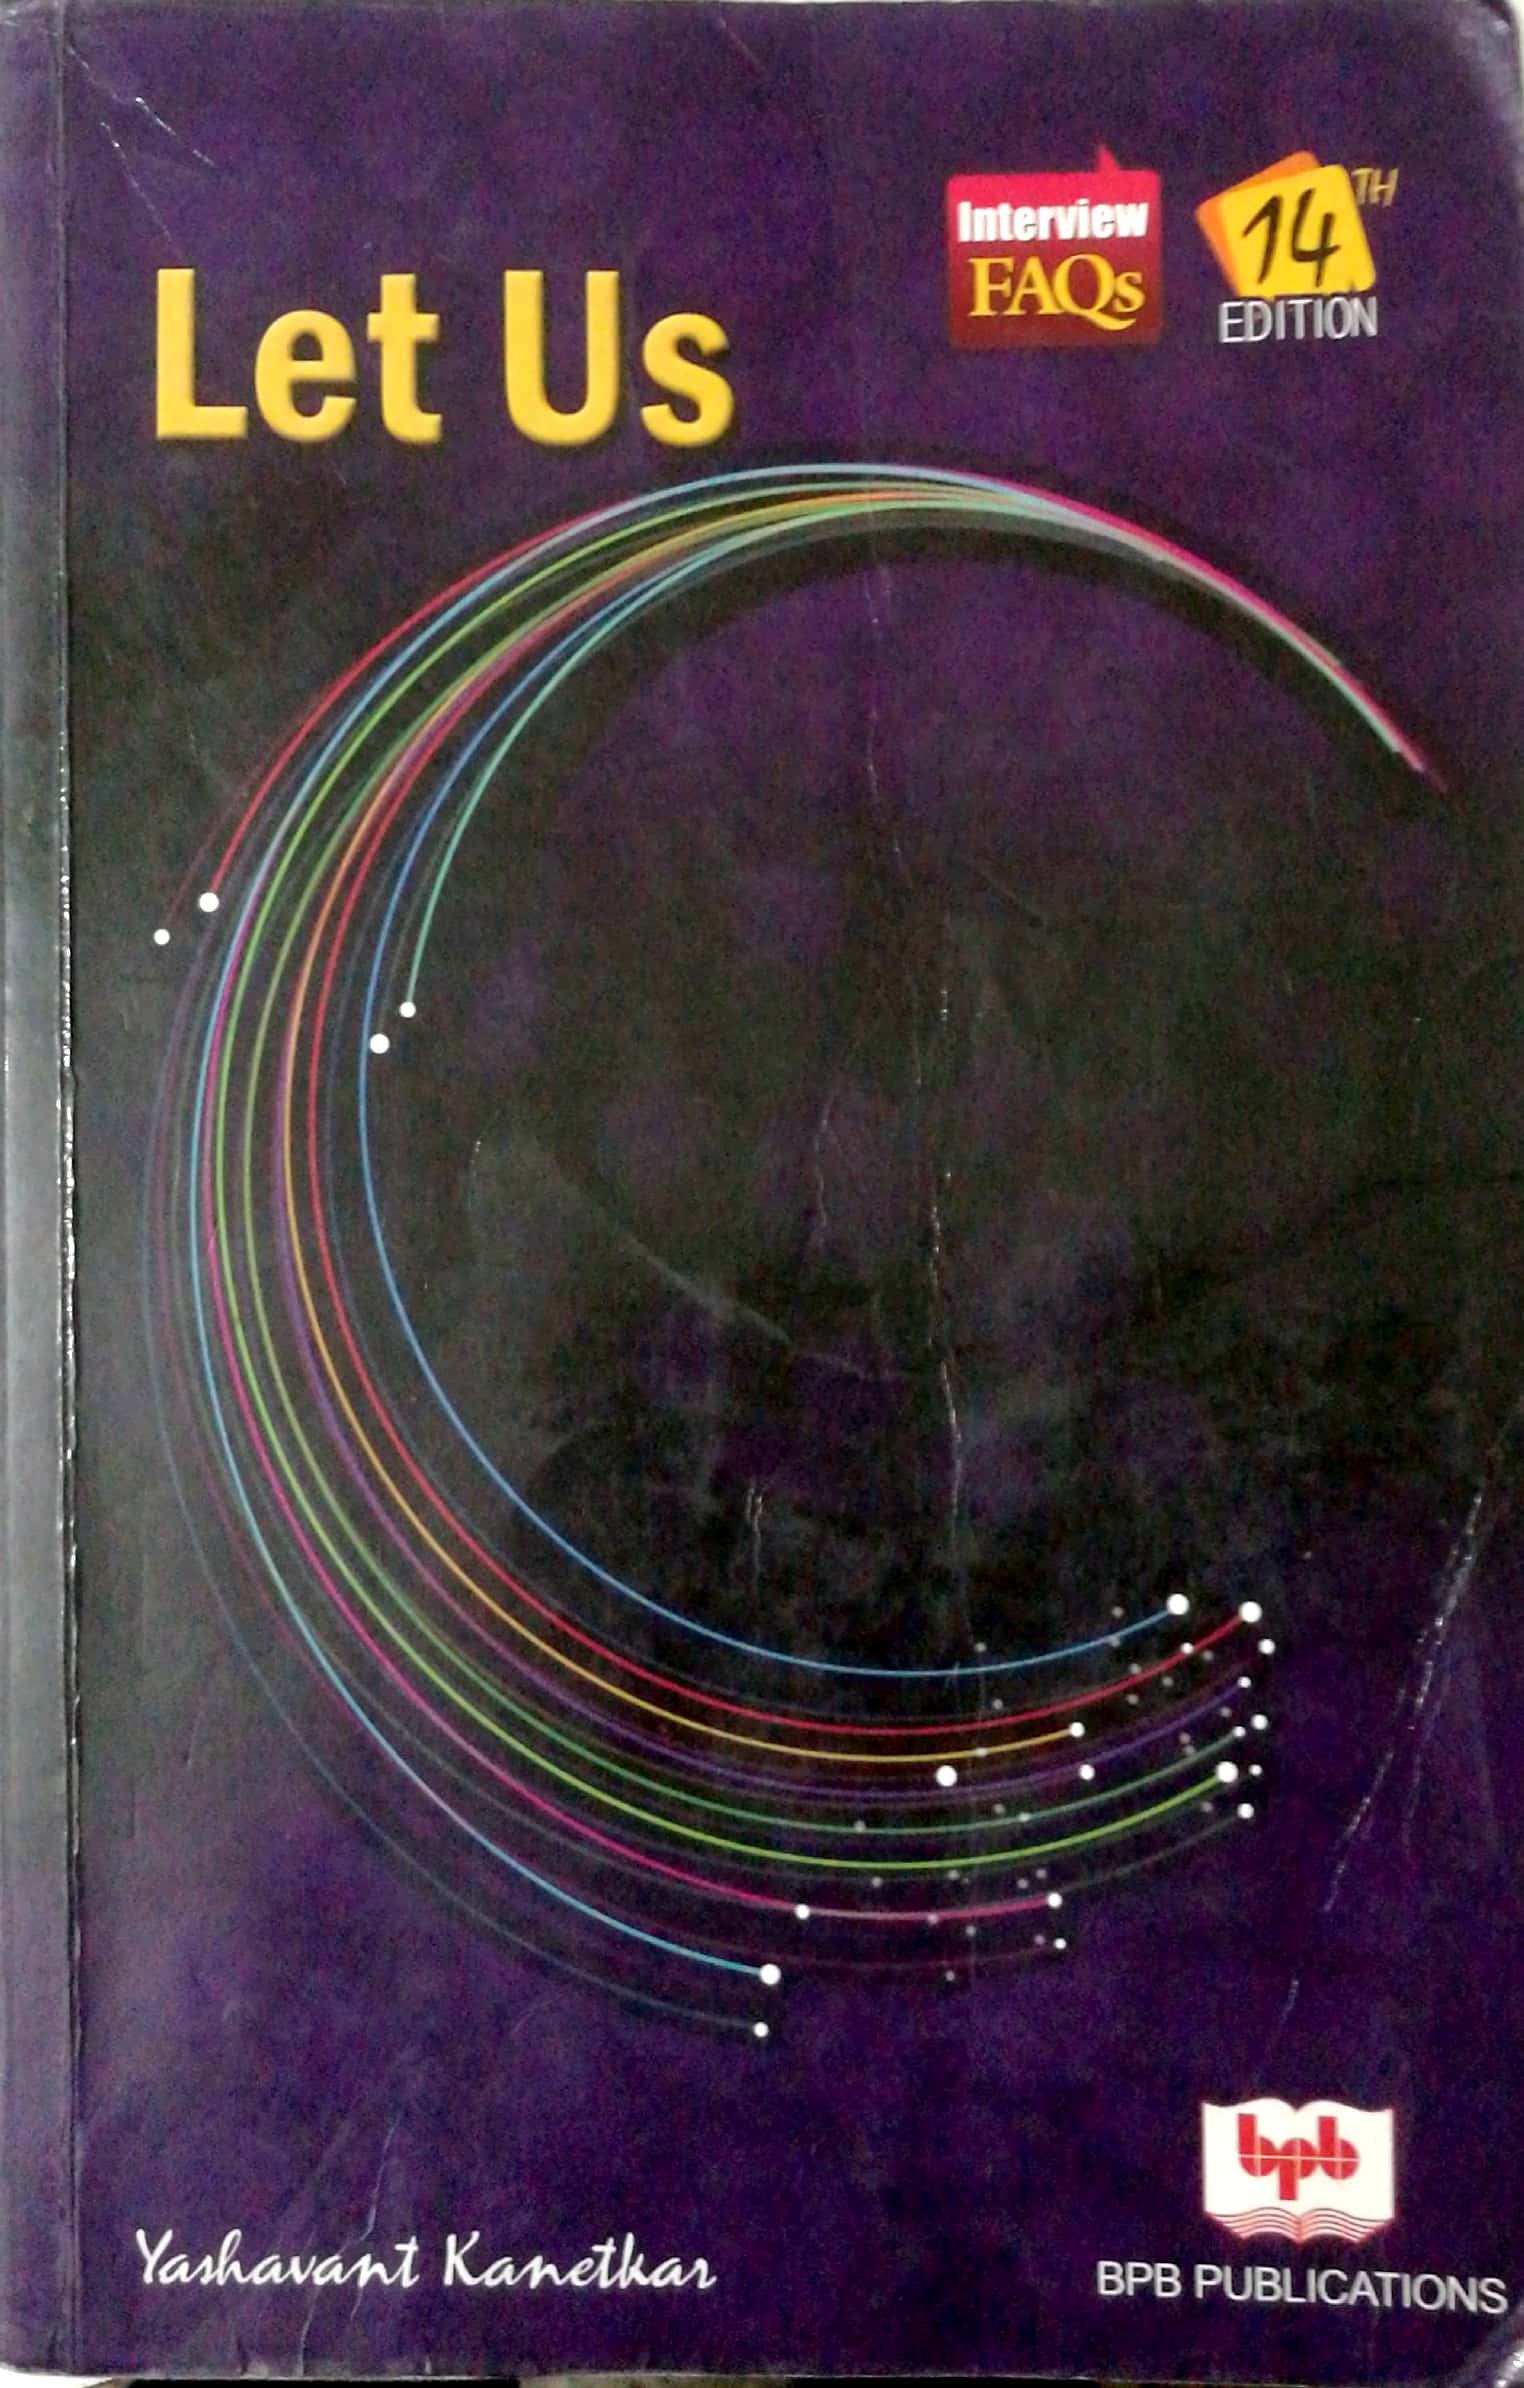 Interview
FAQs
14TH
EDITION
Let Us
C
bpb
Yashavant Kanetkar
BPB PUBLICATIONS